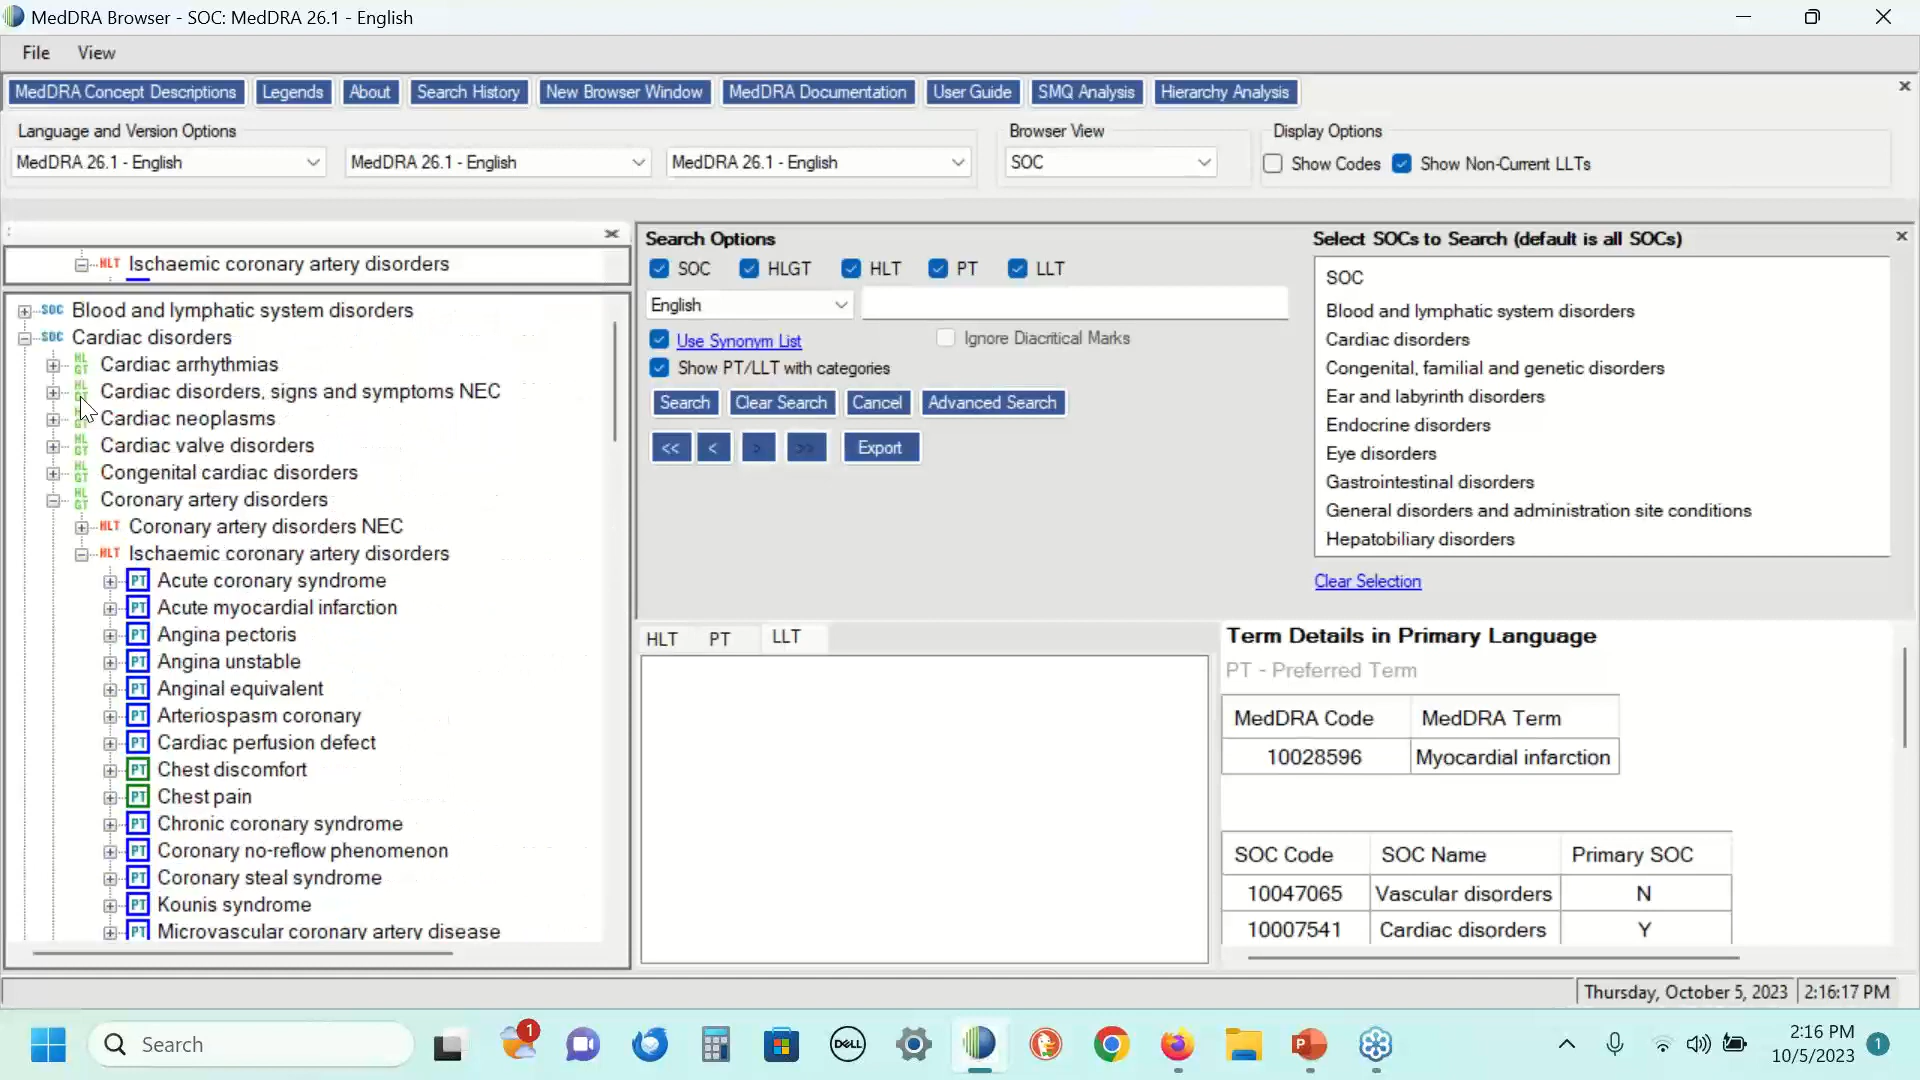 MedDRA Browser - SOC: MedDRA 26.1 - English
File View
MedDRA Concept Descriptions Legends About Search History New Browser Window MedDRA Documentation User Guide SMQ Analysis Hierarchy Analysis
Language and Version Options Browser View Display Options
MedDRA 26.1 - English MedDRA 26.1 - English MedDRA 26.1 - English SOC Show Codes Show Non-Current LLTs
HLT Ischaemic coronary artery disorders
SOC Blood and lymphatic system disorders
SOC Cardiac disorders
HLGT Cardiac arrhythmias
HLGT Cardiac disorders, signs and symptoms NEC
Cardiac neoplasms
HLGT Cardiac valve disorders
HLGT Congenital cardiac disorders
HLGT Coronary artery disorders
HLT Coronary artery disorders NEC
HLT Ischaemic coronary artery disorders
PT Acute coronary syndrome
PT Acute myocardial infarction
PT Angina pectoris
PT Angina unstable
PT Anginal equivalent
PT Arteriospasm coronary
PT Cardiac perfusion defect
PT Chest discomfort
PT Chest pain
PT Chronic coronary syndrome
PT Coronary no-reflow phenomenon
PT Coronary steal syndrome
PT Kounis syndrome
PT Microvascular coronary artery disease
Search Options
SOC HLGT HLT PT LLT
English
Use Synonym List Ignore Diacritical Marks
Show PT/LLT with categories
Search Clear Search Cancel Advanced Search
<< < > >> Export
Select SOCs to Search (default is all SOCs)
SOC
Blood and lymphatic system disorders
Cardiac disorders
Congenital, familial and genetic disorders
Ear and labyrinth disorders
Endocrine disorders
Eye disorders
Gastrointestinal disorders
General disorders and administration site conditions
Hepatobiliary disorders
Clear Selection
HLT PT LLT
Term Details in Primary Language
PT - Preferred Term
MedDRA Code MedDRA Term
10028596 Myocardial infarction
SOC Code SOC Name Primary SOC
10047065 Vascular disorders N
10007541 Cardiac disorders Y
Thursday, October 5, 2023 2:16:17 PM
Search
1
DELL
P
2:16 PM
10/5/2023
1